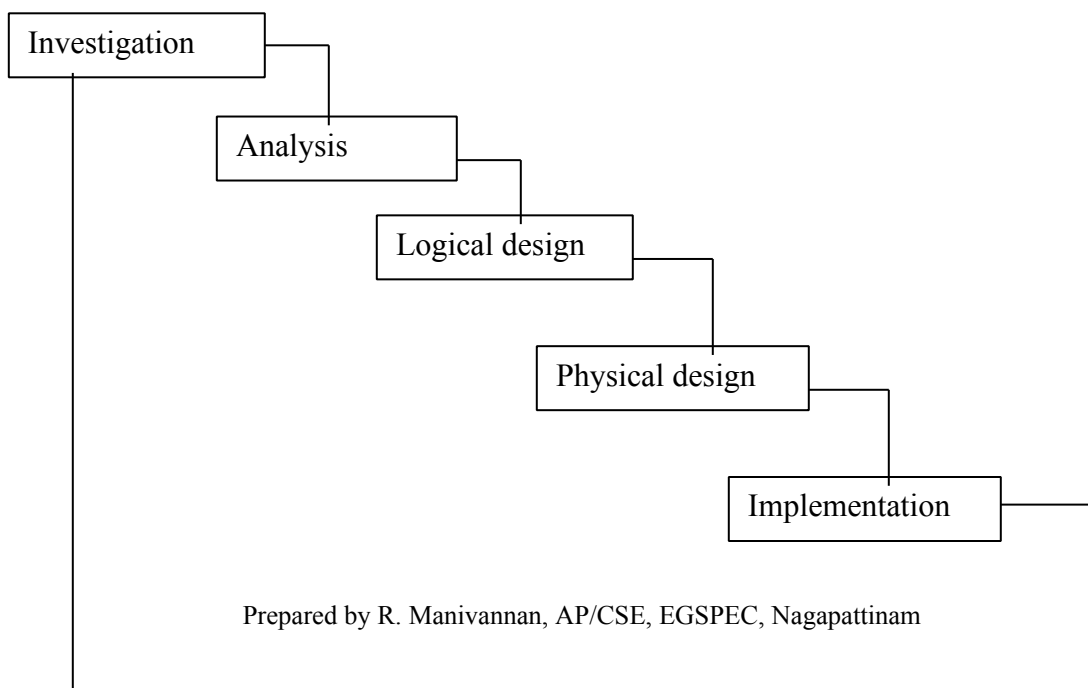 Investigation
Analysis
Logical design
Physical design
Implementation
Prepared by R. Manivannan, AP/CSE, EGSPEC, Nagapattinam